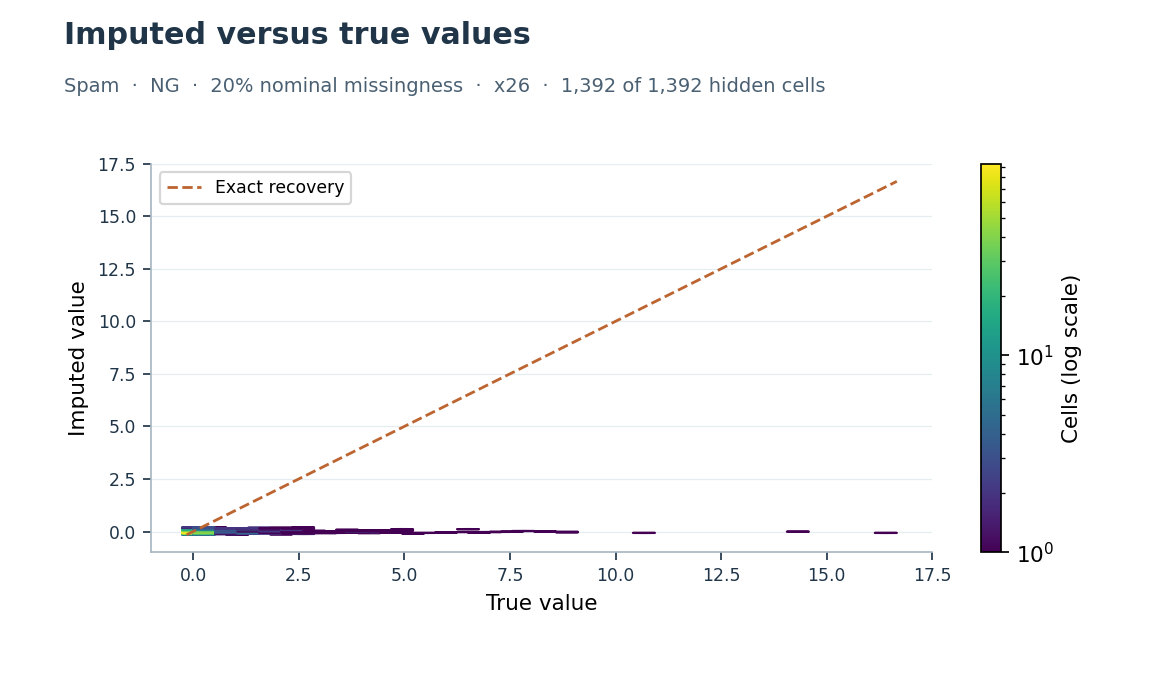 Imputed versus true values
Spam · NG · 20% nominal missingness · x26 · 1,392 of 1,392 hidden cells
Exact recovery
17.5
15.0
12.5
10.0
7.5
5.0
2.5
0.0
Imputed value
0.0 2.5 5.0 7.5 10.0 12.5 15.0 17.5
True value
10¹
10⁰
Cells (log scale)